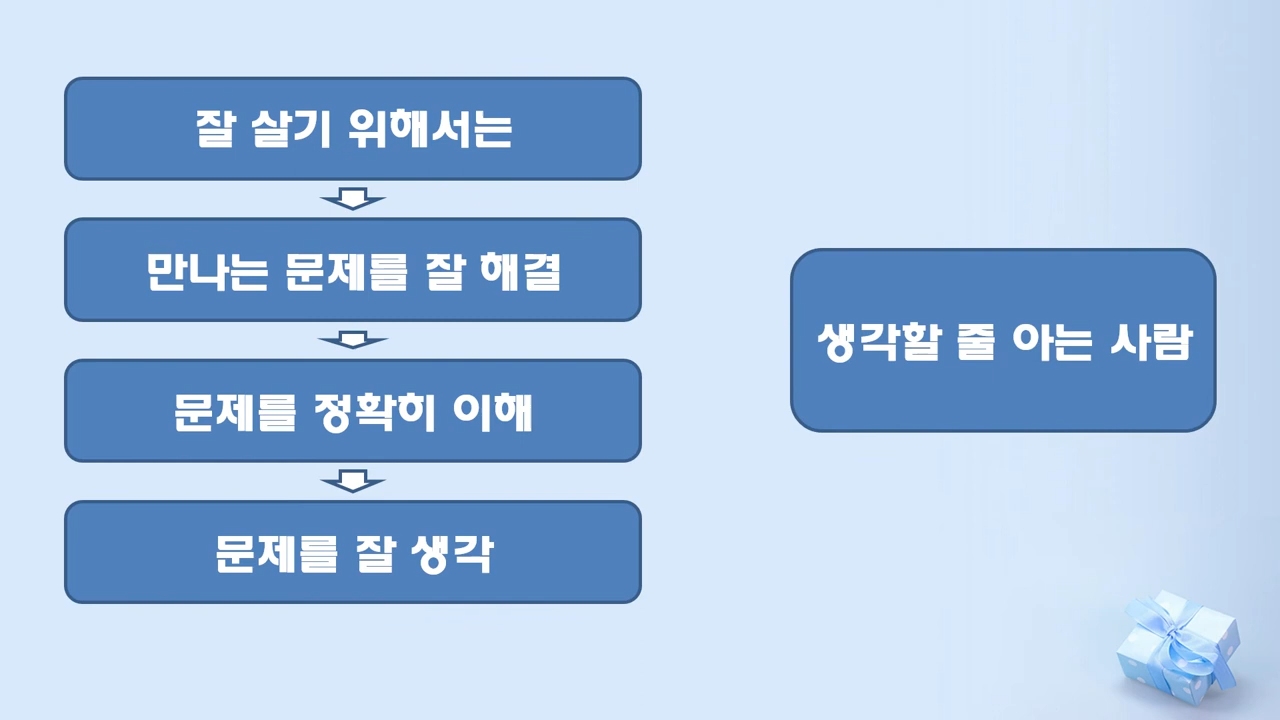 잘 살기 위해서는
만나는 문제를 잘 해결
문제를 정확히 이해
문제를 잘 생각
생각할 줄 아는 사람